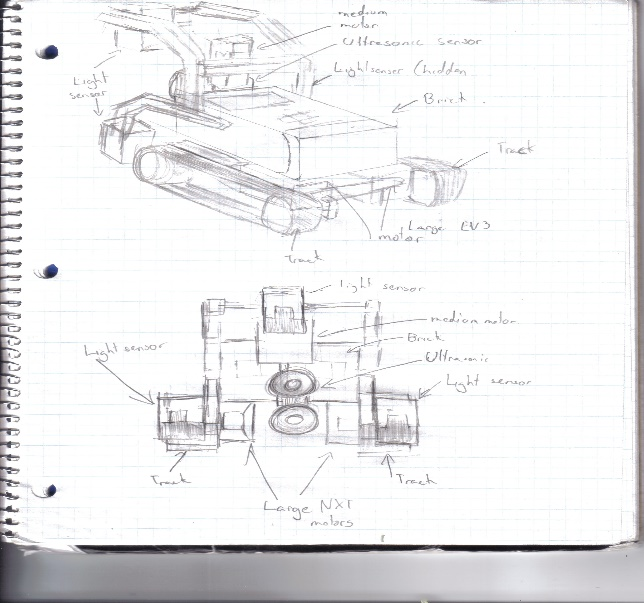 medium
motor
Ultrasonic sensor
Light
sensor
Lightsensor (hidden
Brick
Track
Large EV3
motor
Track
light sensor
medium motor
Brick
Ultrasonic
Light sensor
Light sensor
Track
Track
Large NXT
motors